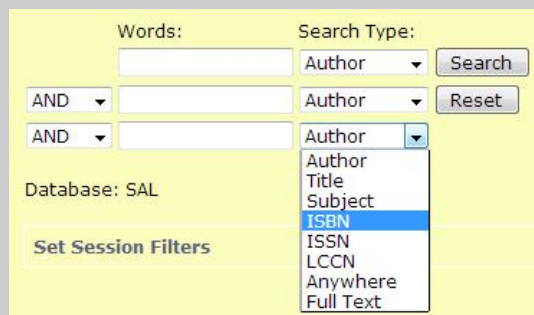 Words: Search Type:
Author Search
AND Author Reset
AND Author
Author
Title
Subject
ISBN
ISSN
LCCN
Anywhere
Full Text
Database: SAL
Set Session Filters